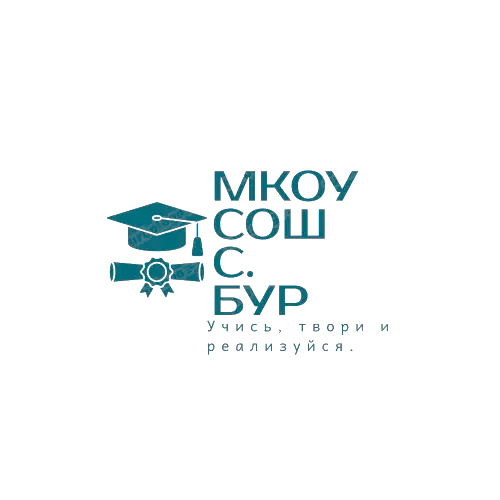 МКОУ
СОШ
С.
БУР
Учись, твори и
реализуйся.